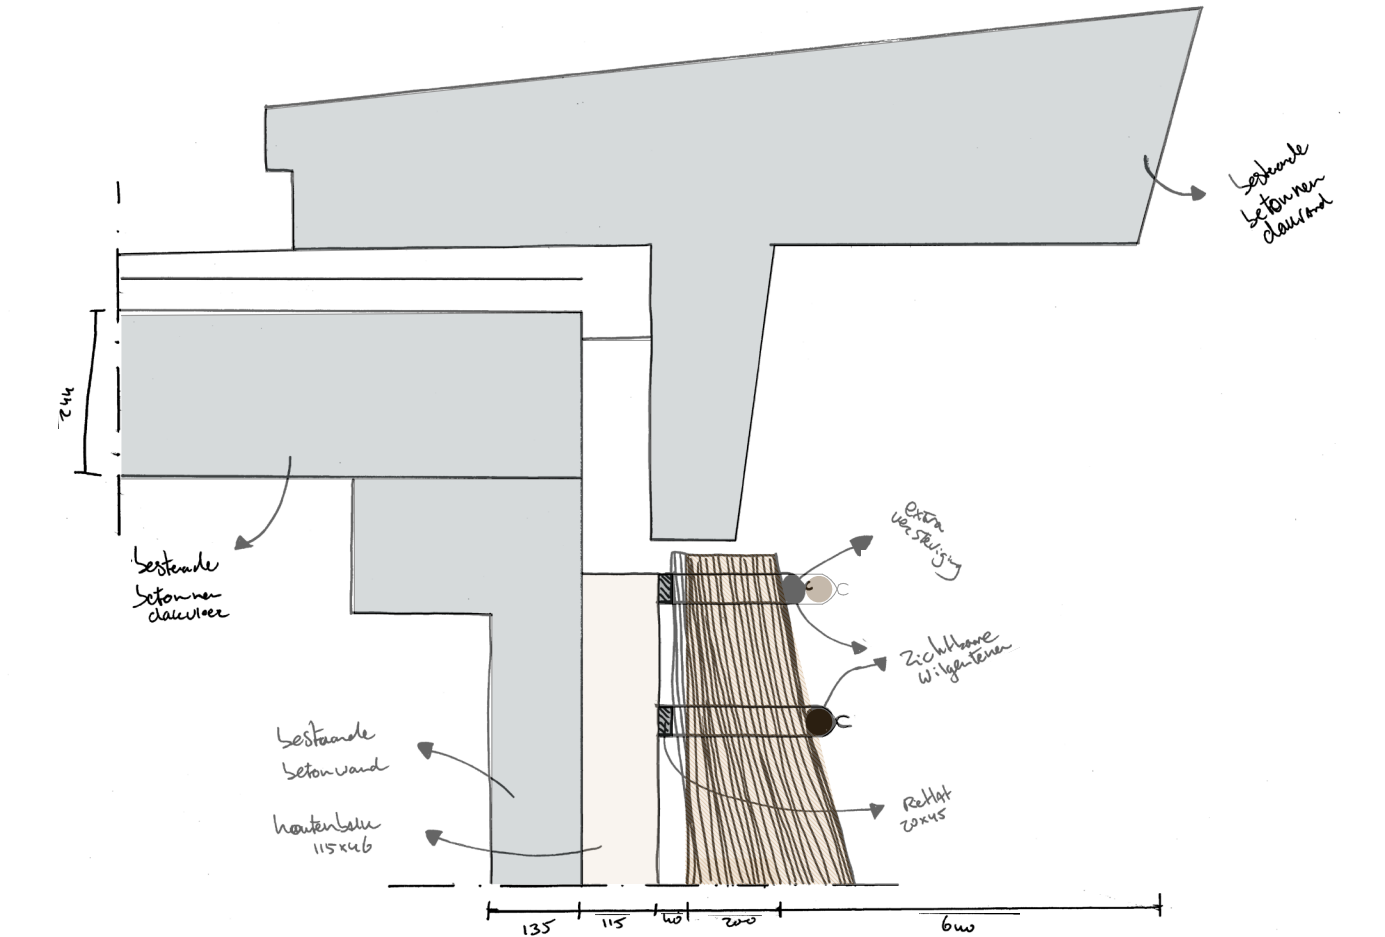 bestaande
betonnen
dakrand
244
extra
versteviging
bestaande
betonnen
dakvloer
zichtbare
wilgentenen
bestaande
betonwand
Retlat
20x45
houtenbalk
115x46
135
115
40
200
600